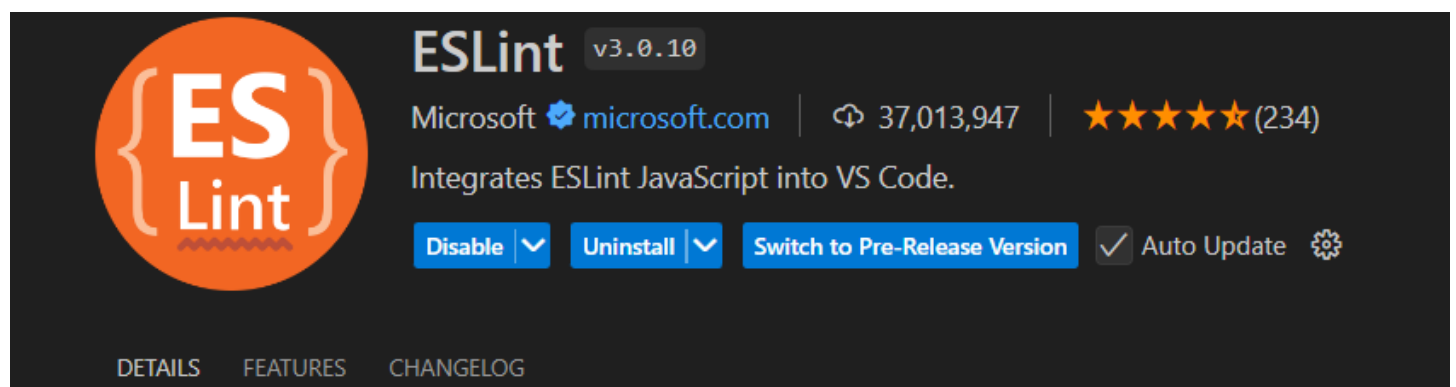 {ES
Lint}
ESLint v3.0.10
Microsoft microsoft.com | 37,013,947 | ★★★★★ (234)
Integrates ESLint JavaScript into VS Code.
Disable Uninstall Switch to Pre-Release Version Auto Update
DETAILS FEATURES CHANGELOG